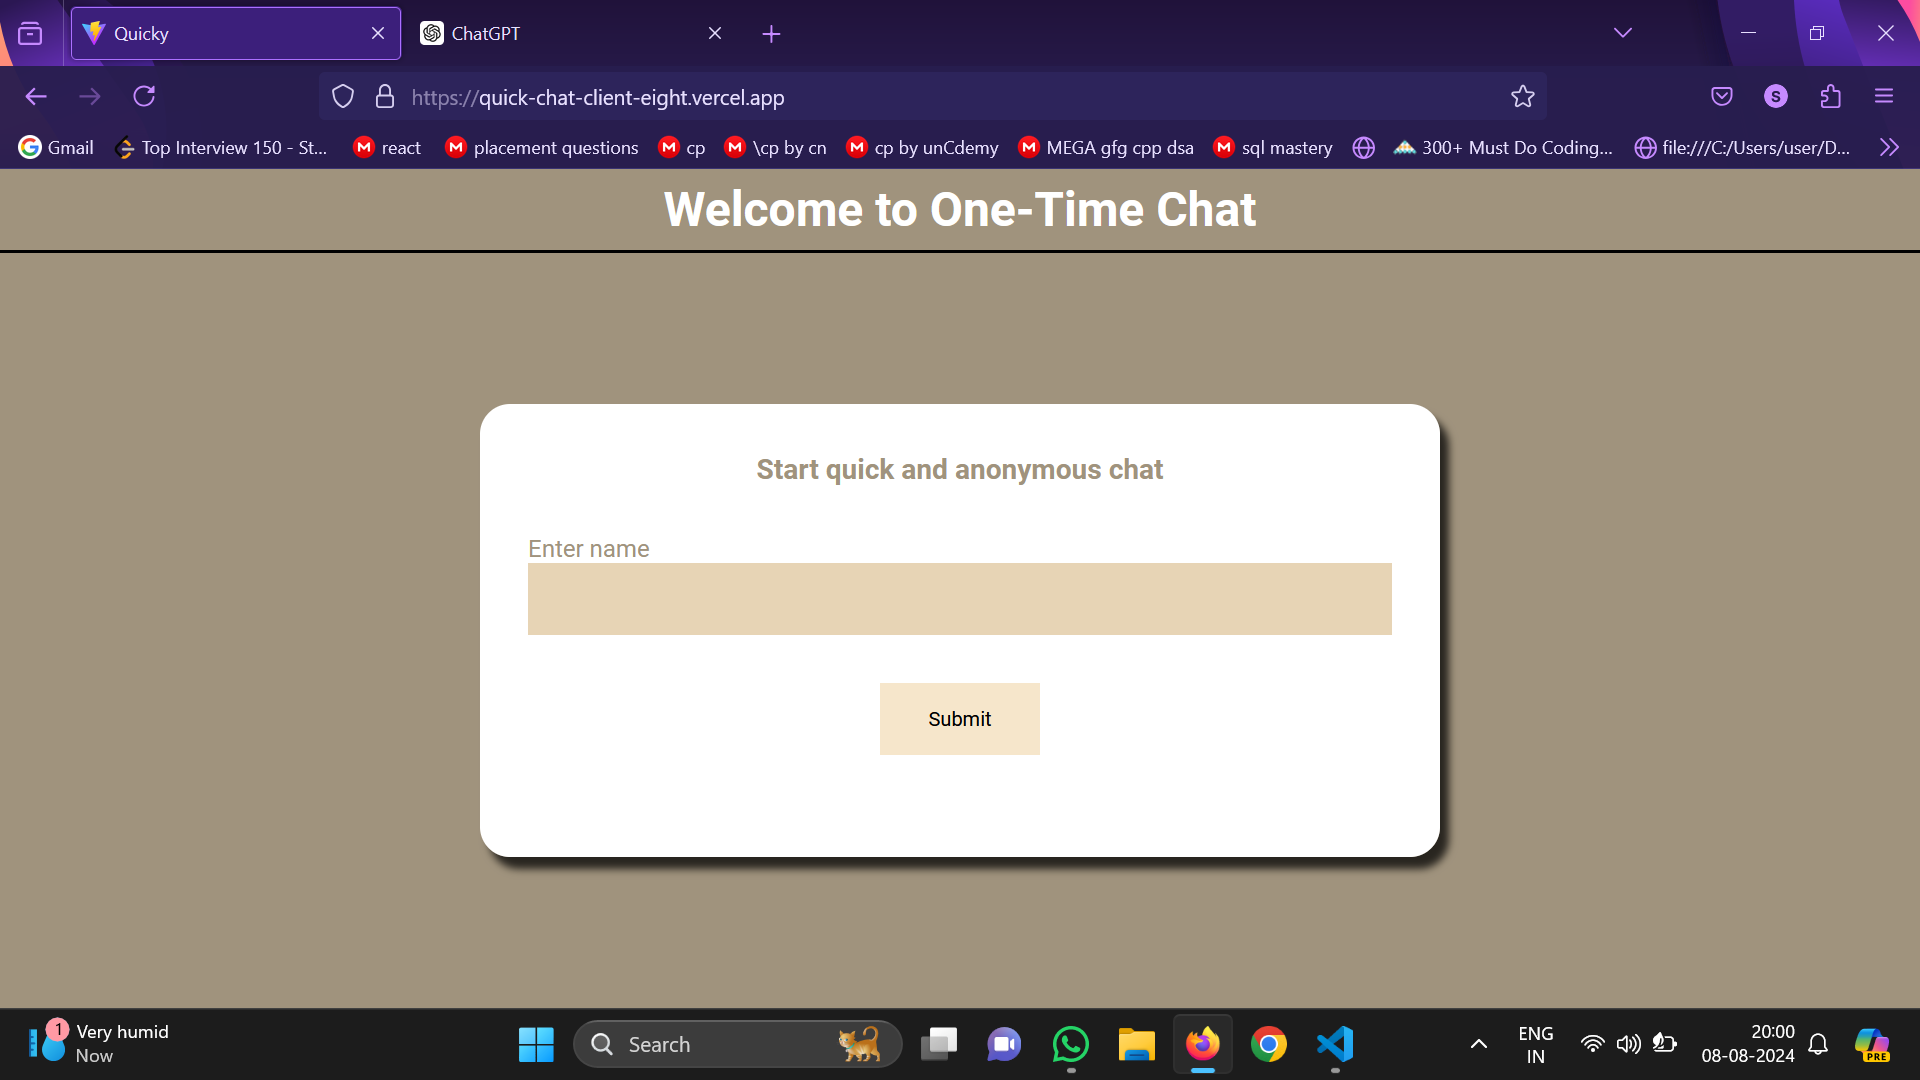 Quicky
ChatGPT
https://quick-chat-client-eight.vercel.app
S
Gmail
Top Interview 150 - St...
react
placement questions
cp
\cp by cn
cp by unCdemy
MEGA gfg cpp dsa
sql mastery
300+ Must Do Coding...
file:///C:/Users/user/D...
Welcome to One-Time Chat
Start quick and anonymous chat
Enter name
Submit
1
Very humid
Now
Search
ENG
IN
20:00
08-08-2024
PRE